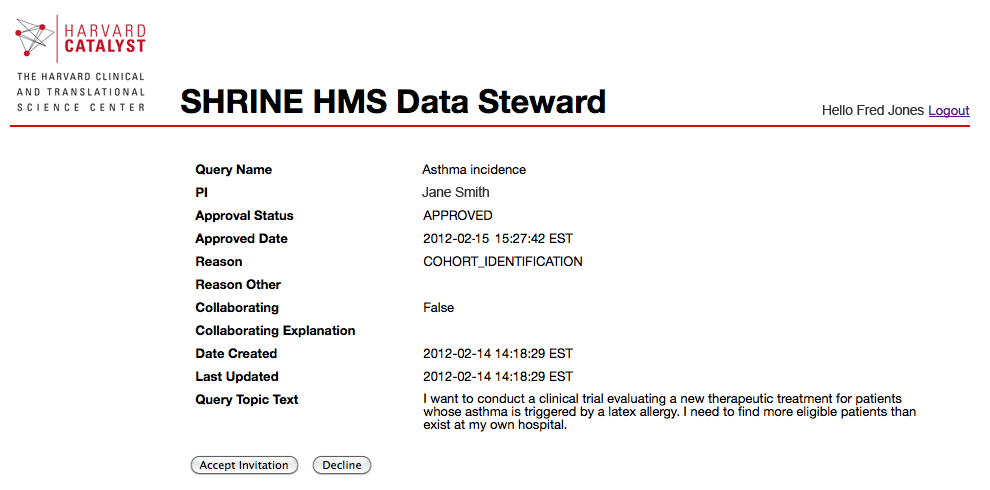 HARVARD
CATALYST
THE HARVARD CLINICAL
AND TRANSLATIONAL
SCIENCE CENTER
SHRINE HMS Data Steward
Hello Fred Jones Logout
Query Name Asthma incidence
PI Jane Smith
Approval Status APPROVED
Approved Date 2012-02-15 15:27:42 EST
Reason COHORT_IDENTIFICATION
Reason Other
Collaborating False
Collaborating Explanation
Date Created 2012-02-14 14:18:29 EST
Last Updated 2012-02-14 14:18:29 EST
Query Topic Text I want to conduct a clinical trial evaluating a new therapeutic treatment for patients
whose asthma is triggered by a latex allergy. I need to find more eligible patients than
exist at my own hospital.
Accept Invitation Decline